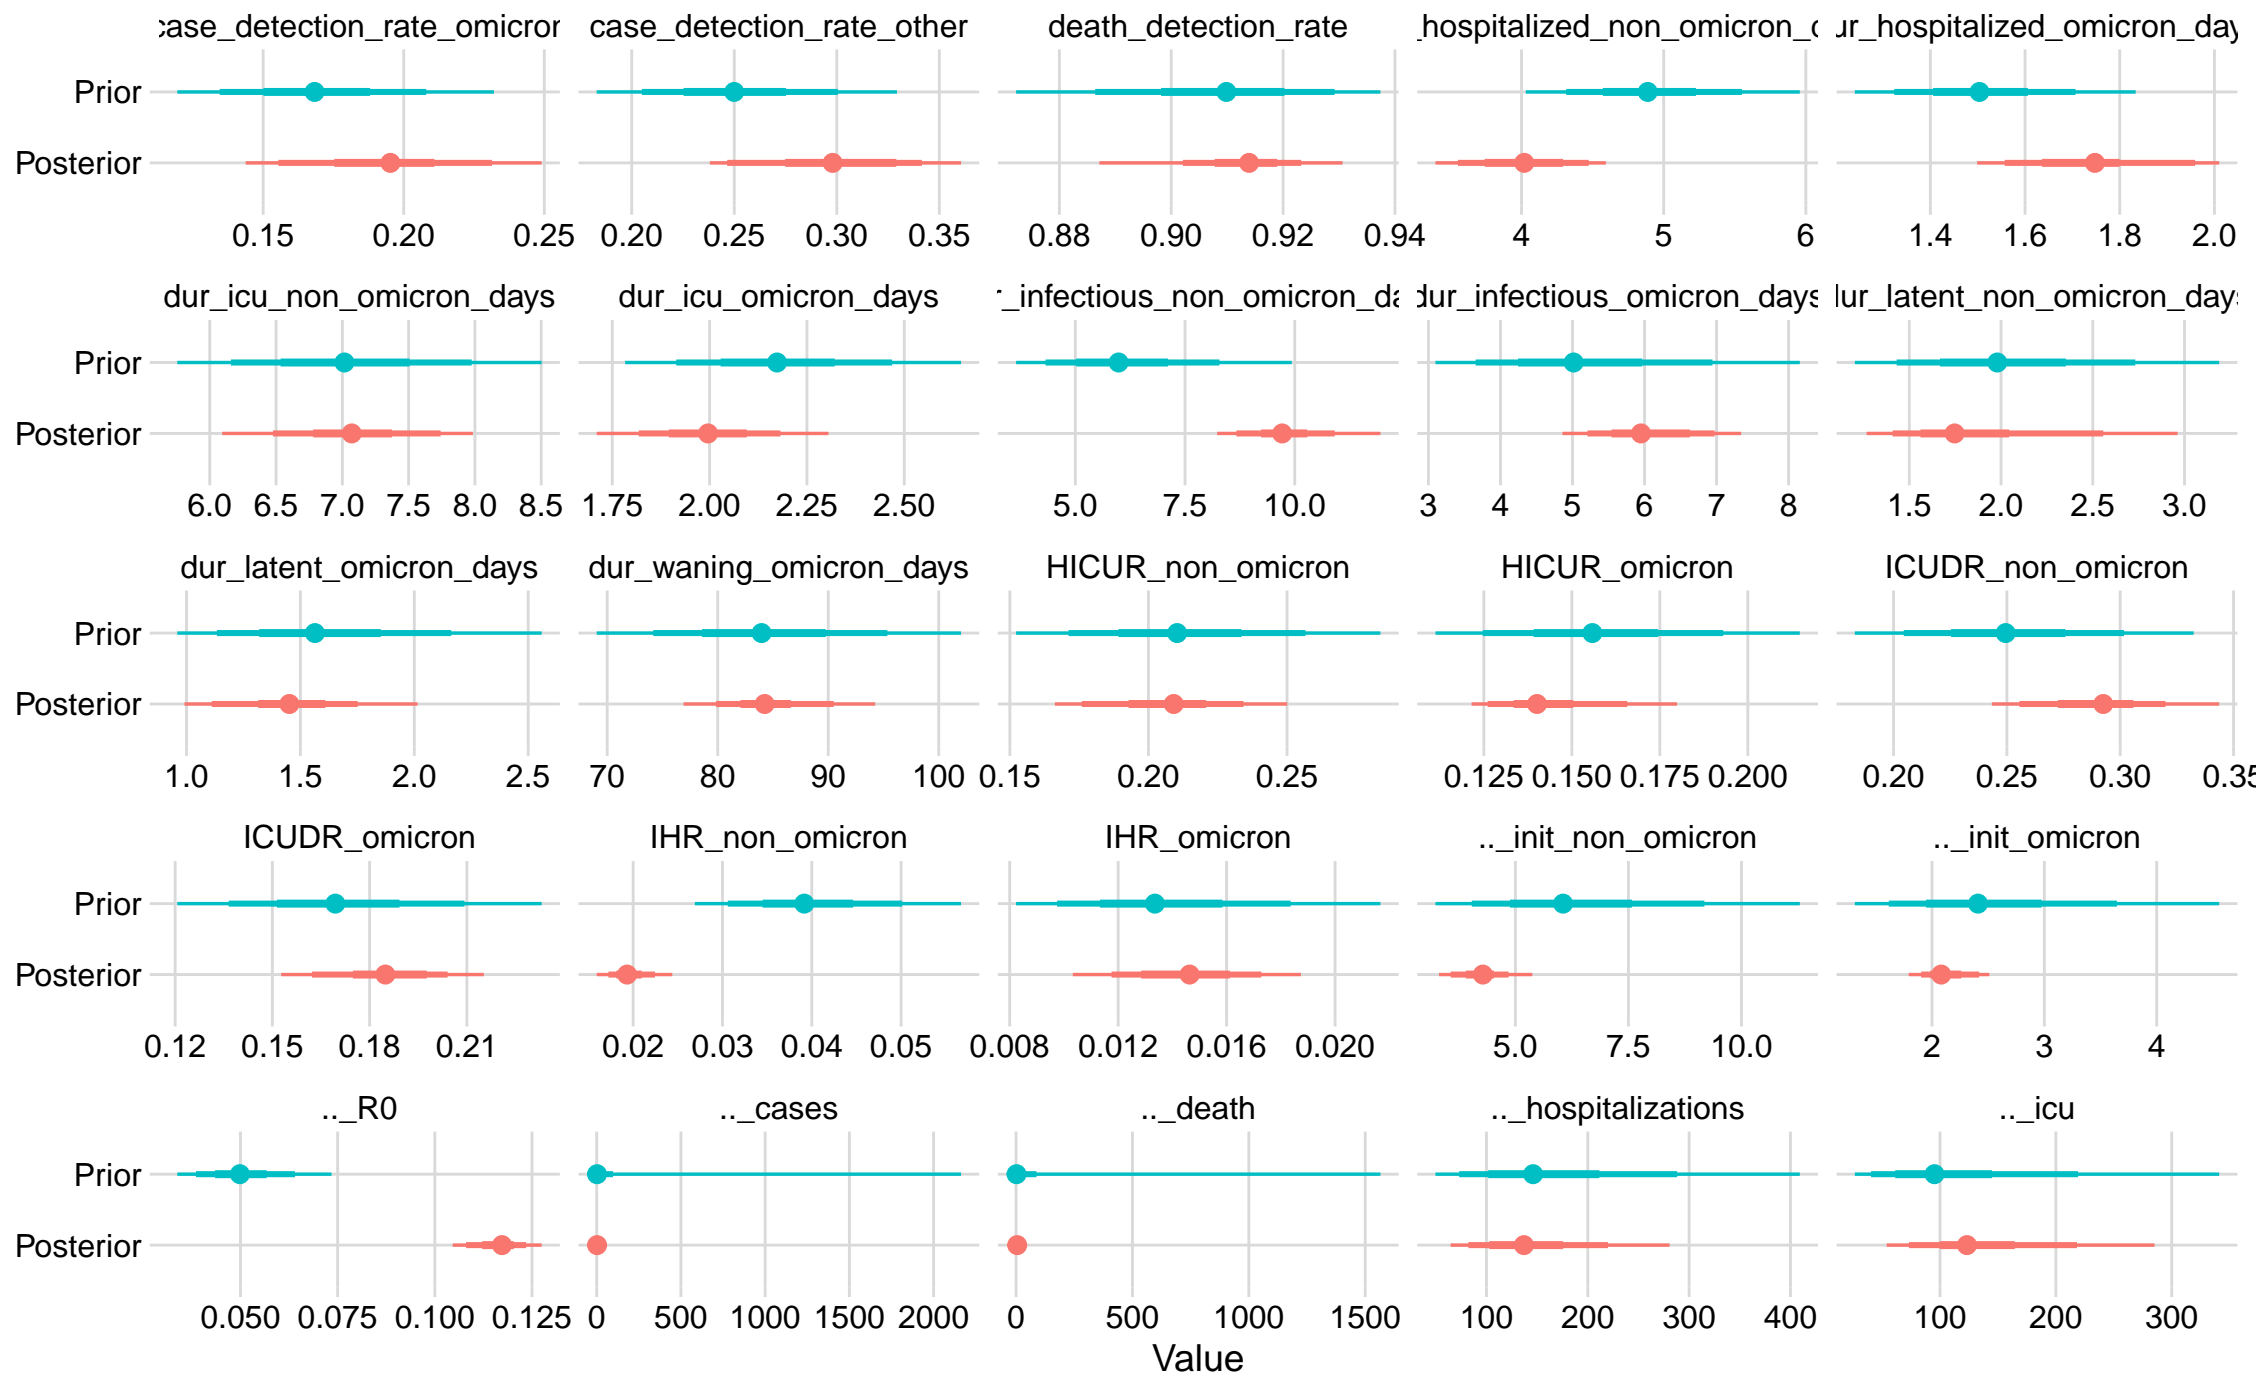 case_detection_rate_omicron case_detection_rate_other death_detection_rate _hospitalized_non_omicron_ ur_hospitalized_omicron_day
Prior
Posterior
0.15 0.20 0.25 0.20 0.25 0.30 0.35 0.88 0.90 0.92 0.94 4 5 6 1.4 1.6 1.8 2.0
dur_icu_non_omicron_days dur_icu_omicron_days r_infectious_non_omicron_da dur_infectious_omicron_days lur_latent_non_omicron_days
Prior
Posterior
6.0 6.5 7.0 7.5 8.0 8.5 1.75 2.00 2.25 2.50 5.0 7.5 10.0 3 4 5 6 7 8 1.5 2.0 2.5 3.0
dur_latent_omicron_days dur_waning_omicron_days HICUR_non_omicron HICUR_omicron ICUDR_non_omicron
Prior
Posterior
1.0 1.5 2.0 2.5 70 80 90 100 0.15 0.20 0.25 0.125 0.150 0.175 0.200 0.20 0.25 0.30 0.35
ICUDR_omicron IHR_non_omicron IHR_omicron .._init_non_omicron .._init_omicron
Prior
Posterior
0.12 0.15 0.18 0.21 0.02 0.03 0.04 0.05 0.008 0.012 0.016 0.020 5.0 7.5 10.0 2 3 4
.._R0 .._cases .._death .._hospitalizations .._icu
Prior
Posterior
0.050 0.075 0.100 0.125 0 500 1000 1500 2000 0 500 1000 1500 100 200 300 400 100 200 300
Value